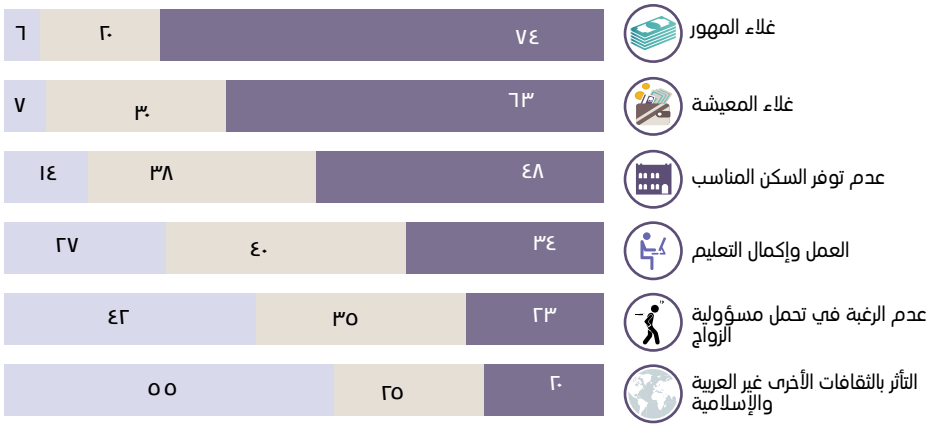 غلاء المهور
٧٤ ٢٠ ٦
غلاء المعيشة
٦٣ ٣٠ ٧
عدم توفر السكن المناسب
٤٨ ٣٨ ١٤
العمل وإكمال التعليم
٣٤ ٤٠ ٢٧
عدم الرغبة في تحمل مسؤولية
الزواج
٢٣ ٣٥ ٤٢
التأثر بالثقافات الأخرى غير العربية
والإسلامية
٢٠ ٢٥ ٥٥